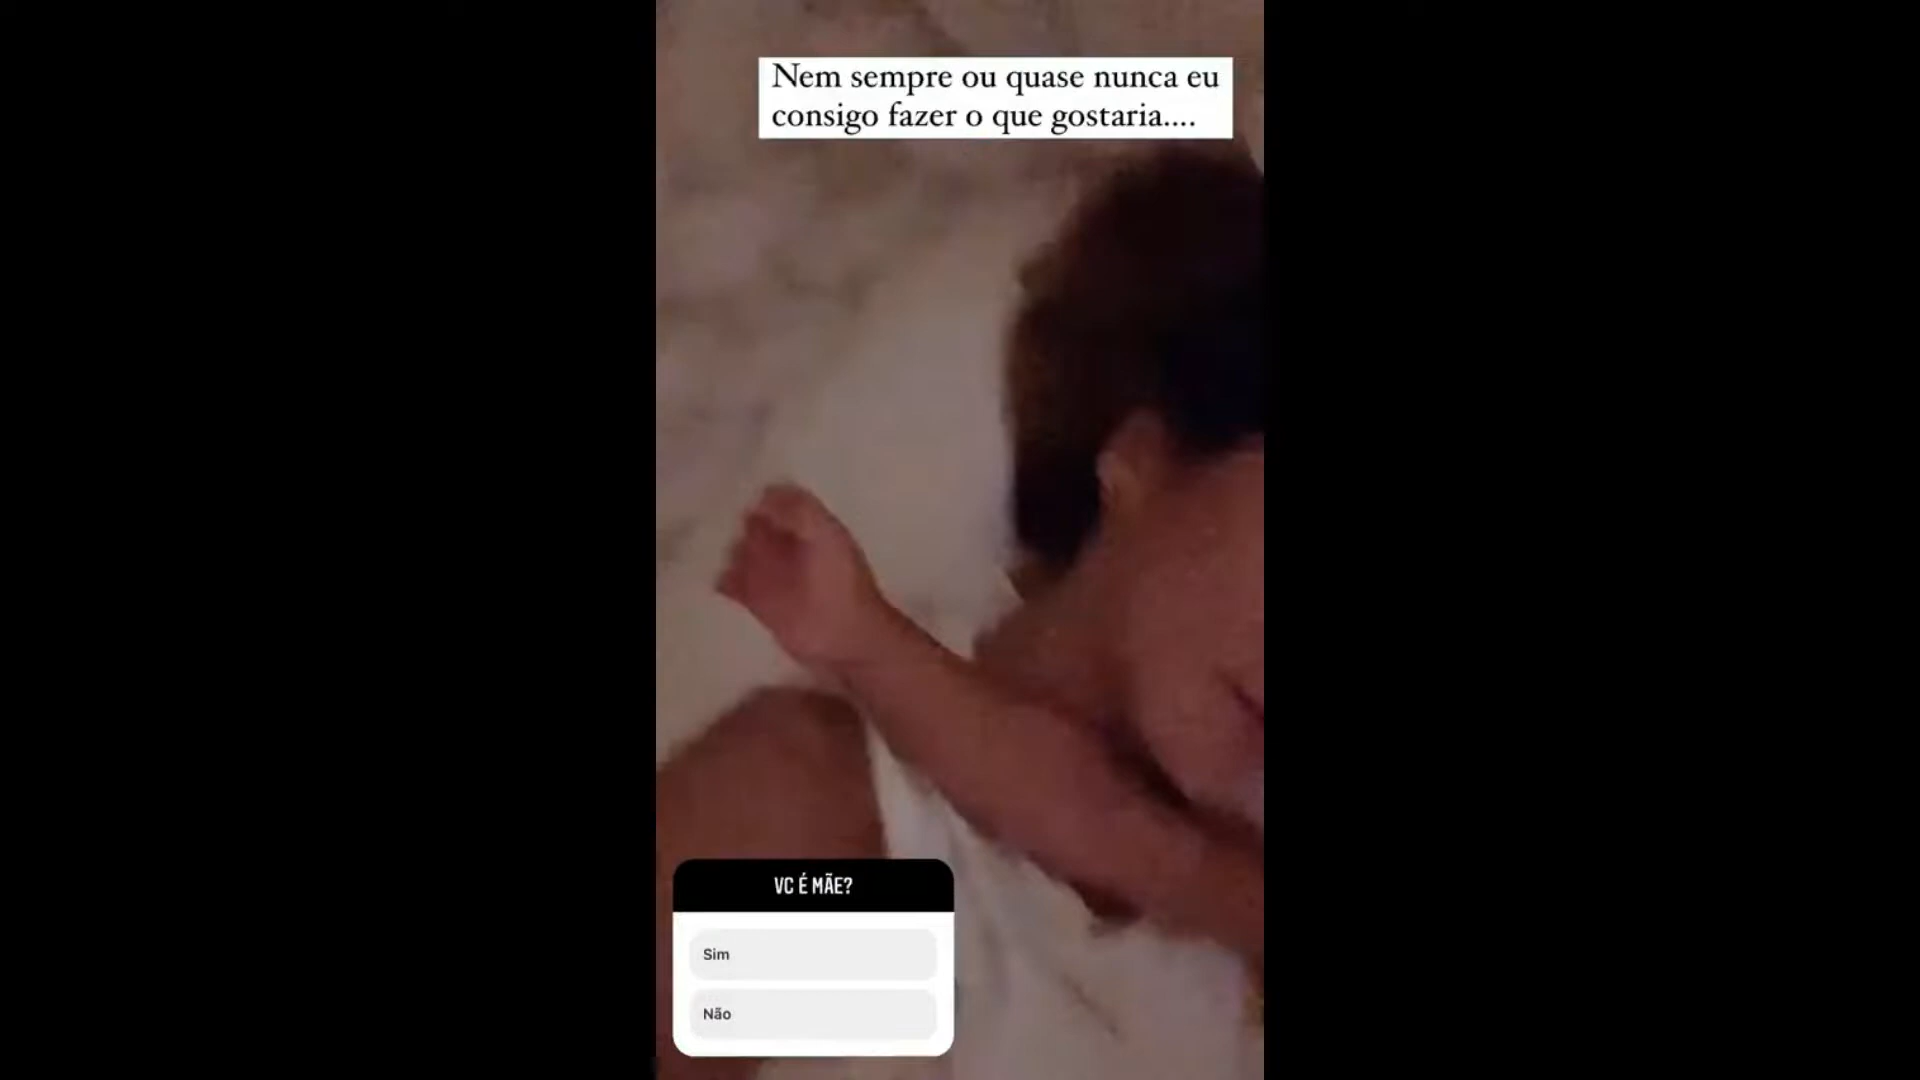 Nem sempre ou quase nunca eu
consigo fazer o que gostaria....
VC É MÃE?
Sim
Não